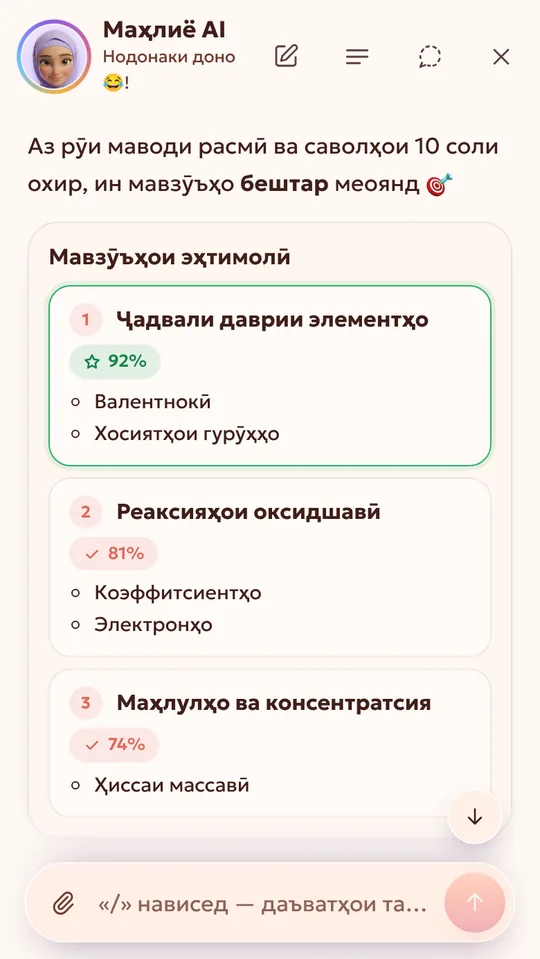 Маҳлиё AI
Нодонаки доно
😂!
Аз рӯи маводи расмӣ ва саволҳои 10 соли
охир, ин мавзӯъҳо бештар меоянд 🎯
Мавзӯъҳои эҳтимолӣ
1 Ҷадвали даврии элементҳо
92%
Валентнокӣ
Хосиятҳои гурӯҳҳо
2 Реаксияҳои оксидшавӣ
81%
Коэффитсиентҳо
Электронҳо
3 Маҳлулҳо ва консентратсия
74%
Ҳиссаи массавӣ
«/» нависед — даъватҳои та...